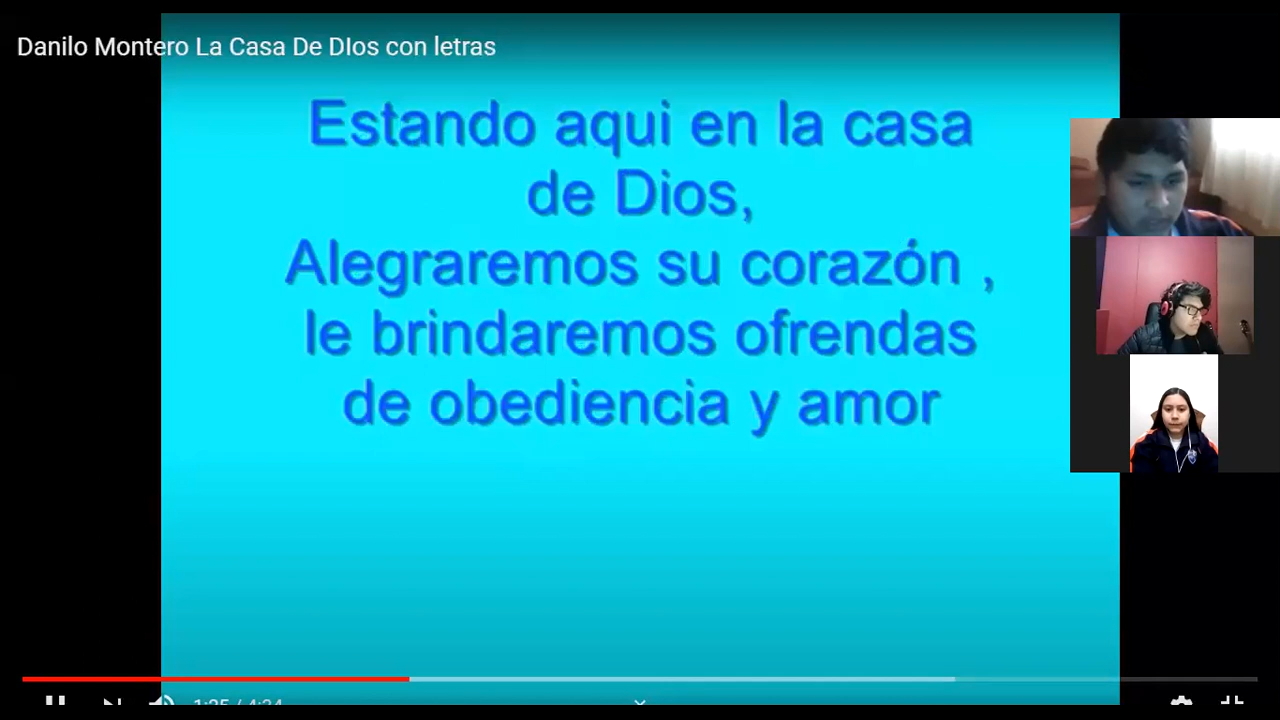 Danilo Montero La Casa De DIos con letras
Estando aqui en la casa
de Dios,
Alegraremos su corazón ,
le brindaremos ofrendas
de obediencia y amor